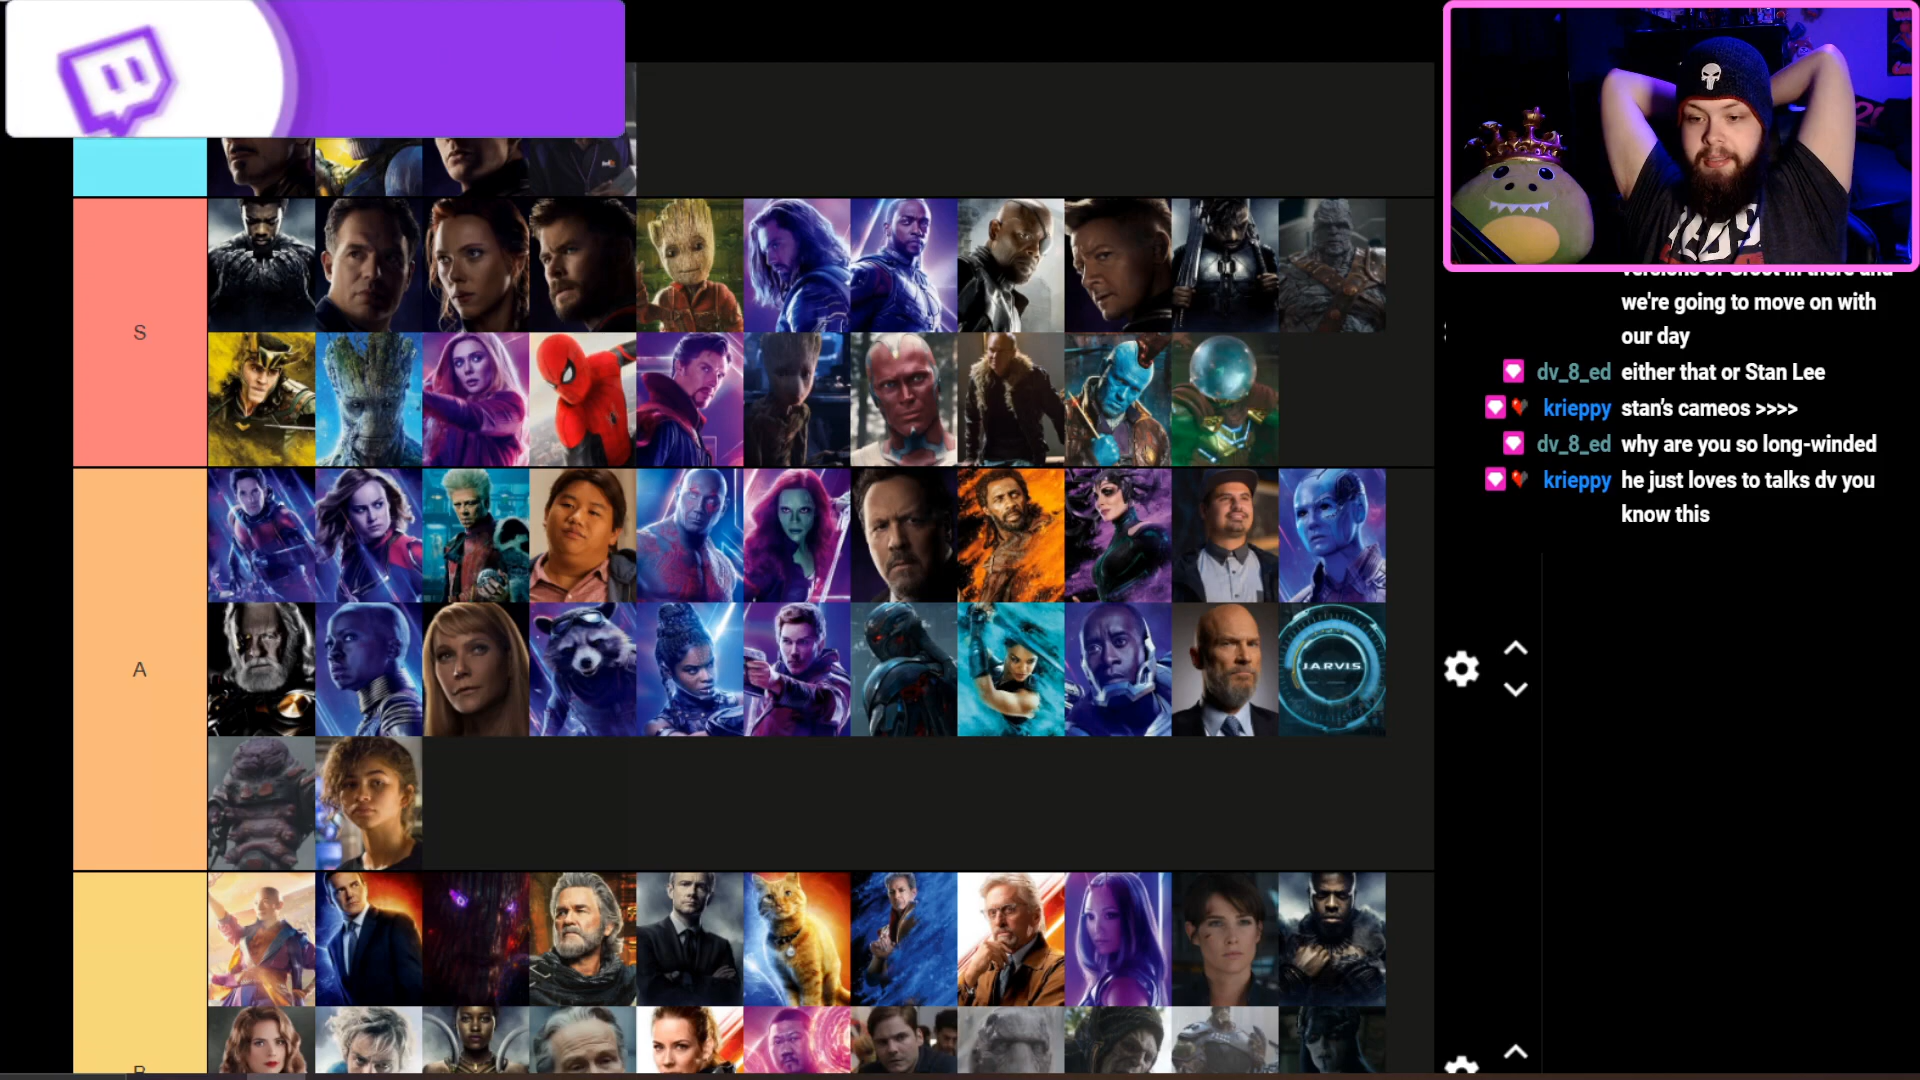 S
we're going to move on with
our day
dv_8_ed either that or Stan Lee
krieppy stan's cameos >>>>
dv_8_ed why are you so long-winded
krieppy he just loves to talks dv you
know this
A
JARVIS